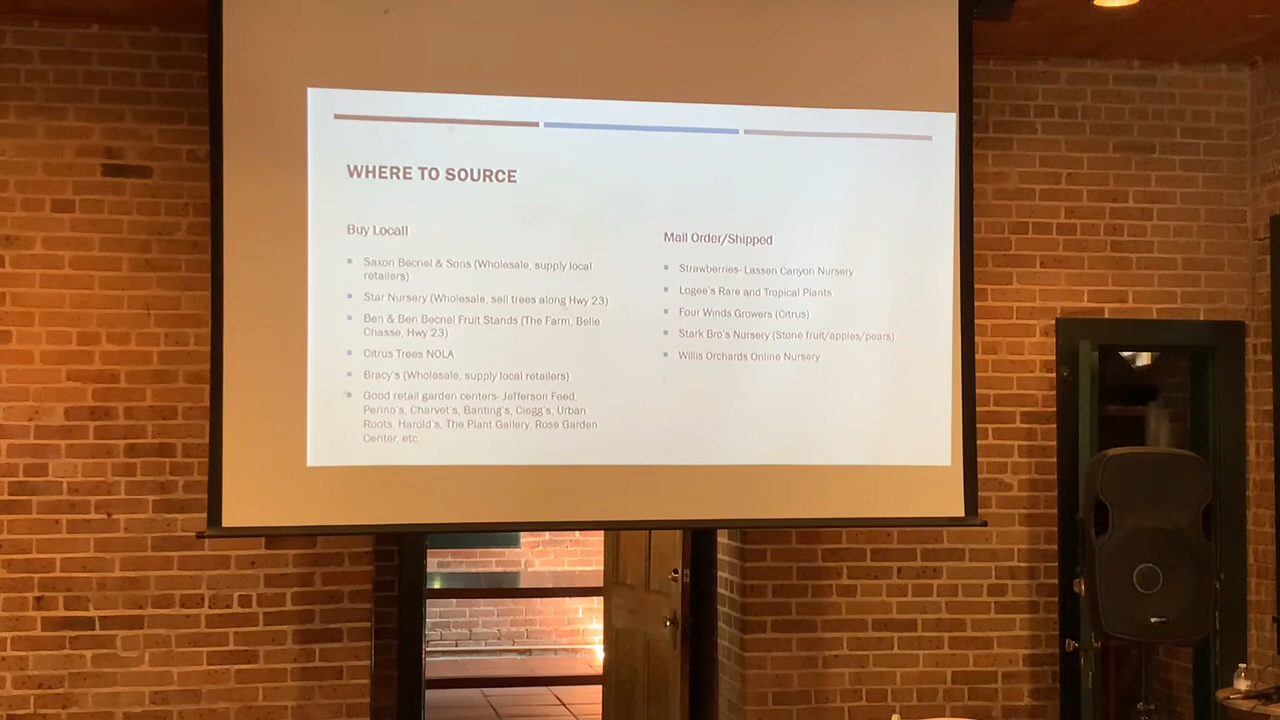 WHERE TO SOURCE
Buy Local!
Saxon Becnel & Sons (Wholesale, supply local
retailers)
Star Nursery (Wholesale, sell trees along Hwy 23)
Ben & Ben Becnel Fruit Stands (The Farm, Belle
Chasse, Hwy 23)
Citrus Trees NOLA
Bracy's (Wholesale, supply local retailers)
Good retail garden centers- Jefferson Feed,
Perino's, Charvet's, Banting's, Clegg's, Urban
Roots, Harold's, The Plant Gallery, Rose Garden
Center, etc.
Mail Order/Shipped
Strawberries- Lassen Canyon Nursery
Logee's Rare and Tropical Plants
Four Winds Growers (Citrus)
Stark Bro's Nursery (Stone fruit/apples/pears)
Willis Orchards Online Nursery